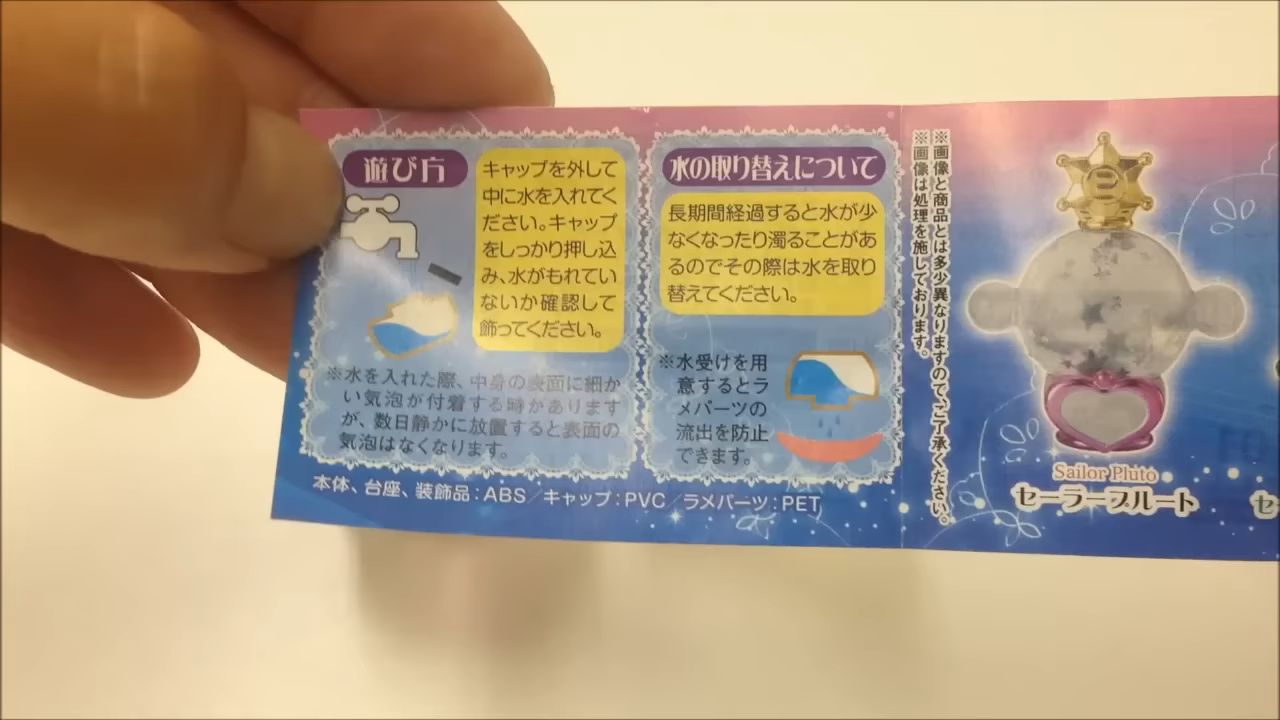 遊び方
キャップを外して
中に水を入れてく
ださい。キャップ
をしっかり押し込
み、水がもれてい
ないか確認して
飾ってください。
※水を入れた際、中身の表面に細か
い気泡が付着する時があります
が、数日静かに放置すると表面の
気泡はなくなります。
水の取り替えについて
長期間経過すると水が少
なくなったり濁ることがあ
るのでその際は水を取り
替えてください。
※水受けを用
意するとラ
メパーツの
流出を防止
できます。
本体、台座、装飾品:ABS/キャップ:PVC/ラメパーツ:PET
※画像と商品とは多少異なりますので、ご了承ください。
※画像は処理を施しております。
Sailor Pluto
セーラープルート
セ